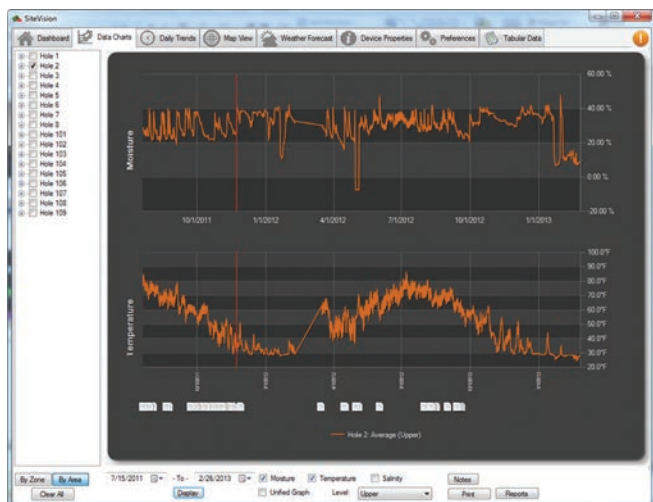 SiteVision
Dashboard Data Charts Daily Trends Map View Weather Forecast Device Properties Preferences Tabular Data
Hole 1
Hole 2
Hole 3
Hole 4
Hole 5
Hole 6
Hole 7
Hole 8
Hole 101
Hole 102
Hole 103
Hole 104
Hole 105
Hole 106
Hole 107
Hole 108
Hole 109
Moisture
60.00 %
40.00 %
20.00 %
0.00 %
-20.00 %
10/1/2011 1/1/2012 4/1/2012 7/1/2012 10/1/2012 1/1/2013
Temperature
100.0°F
90.0°F
80.0°F
70.0°F
60.0°F
50.0°F
40.0°F
30.0°F
20.0°F
Hole 2: Average (Upper)
By Zone By Area 7/15/2011 - To - 2/26/2013 Moisture Temperature Salinity Notes
Clear All Display Unified Graph Level: Upper Print Reports